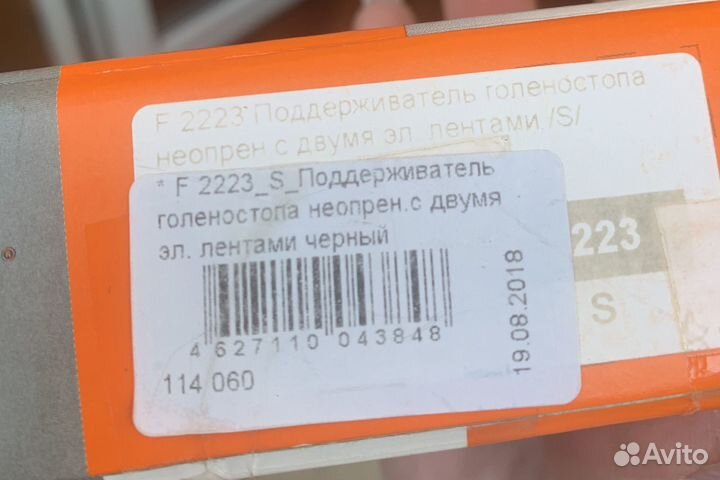 F 2223 Поддерживатель голеностопа
неопрен с двумя эл. лентами /S/
* F 2223_S_Поддерживатель
голеностопа неопрен.с двумя
эл. лентами черный
4 627110 043848
114 060
19.08.2018
223
S
Avito